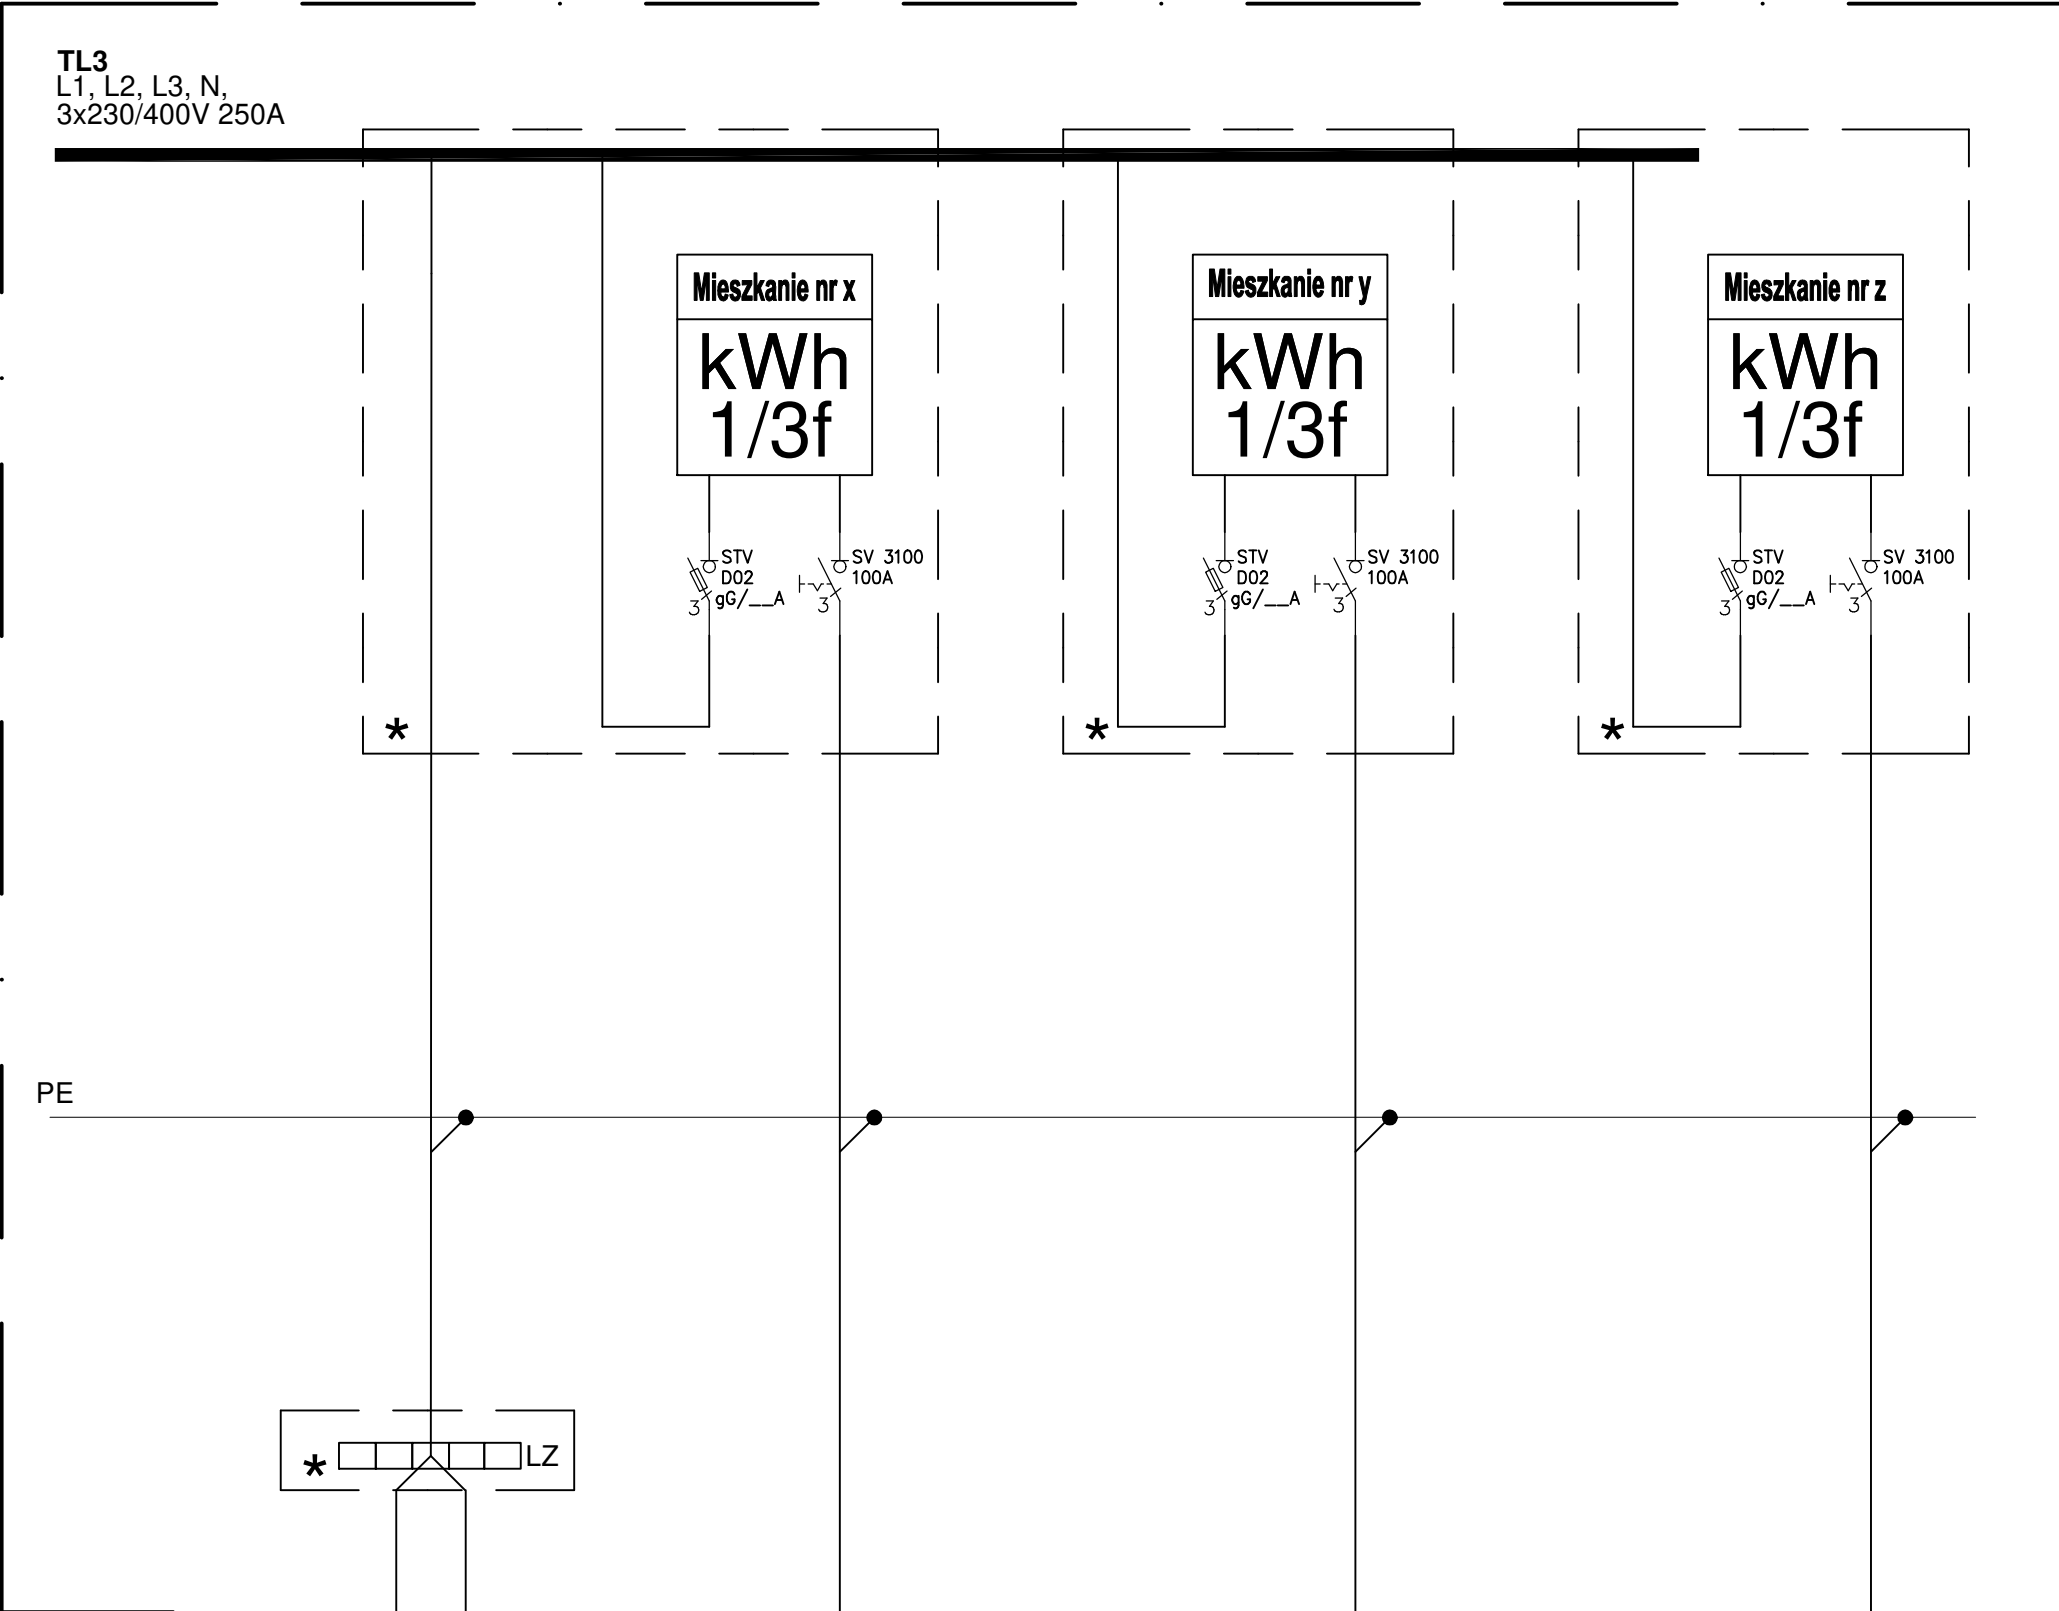 TL3
L1, L2, L3, N,
3x230/400V 250A
Mieszkanie nr x
kWh
1/3f
STV
D02
gG/__A
3
SV 3100
100A
3
*
Mieszkanie nr y
kWh
1/3f
STV
D02
gG/__A
3
SV 3100
100A
3
*
Mieszkanie nr z
kWh
1/3f
STV
D02
gG/__A
3
SV 3100
100A
3
*
PE
* LZ